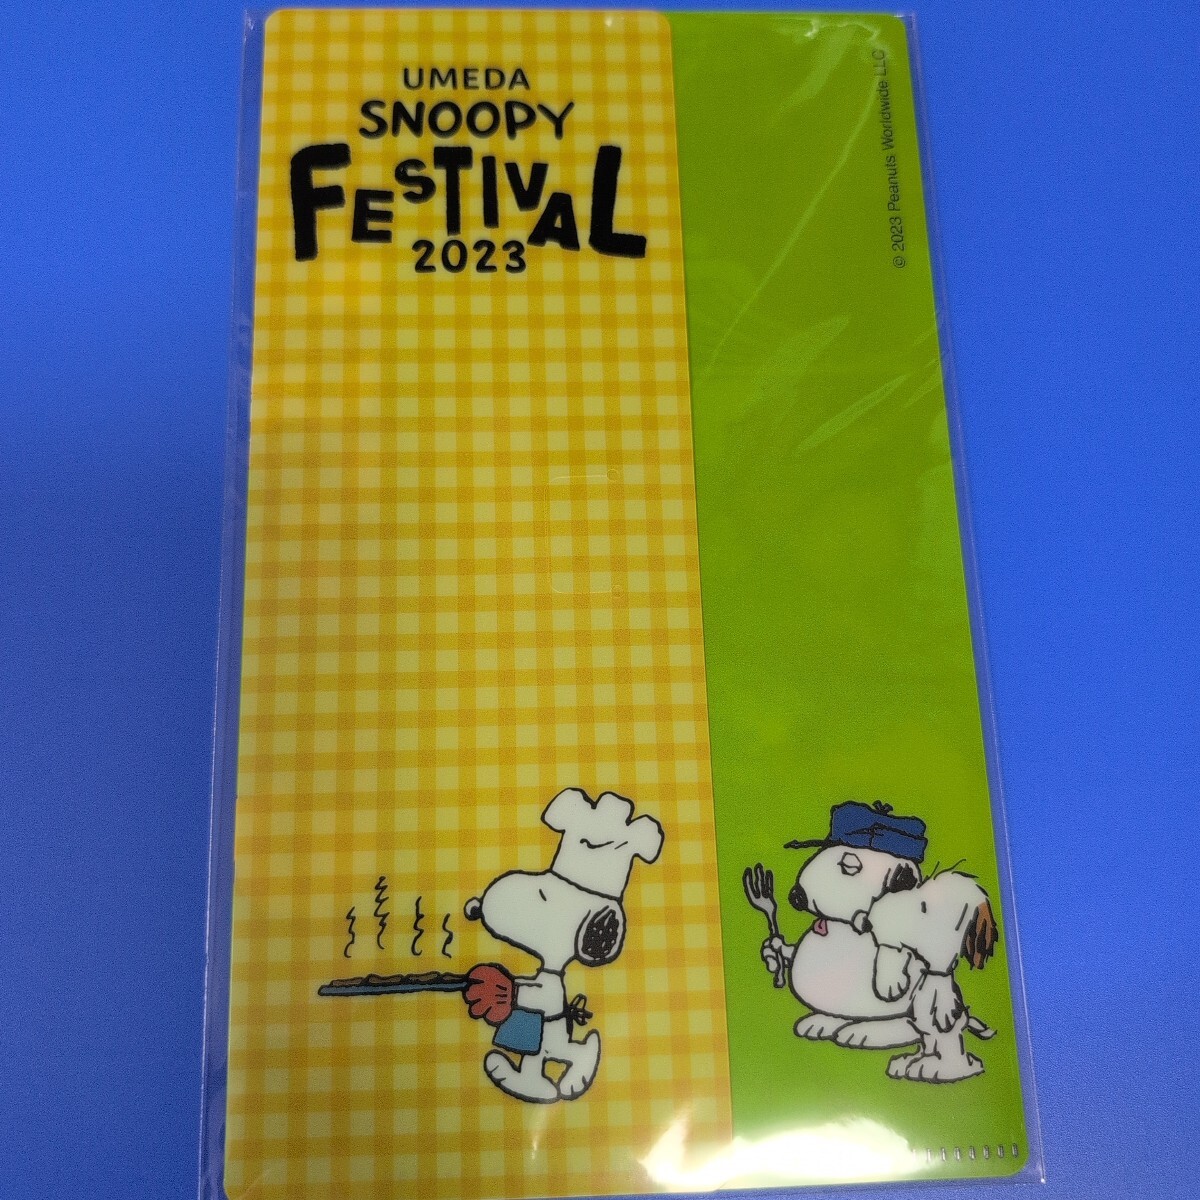 UMEDA
SNOOPY
FESTIVAL
2023
© 2023 Peanuts Worldwide LLC